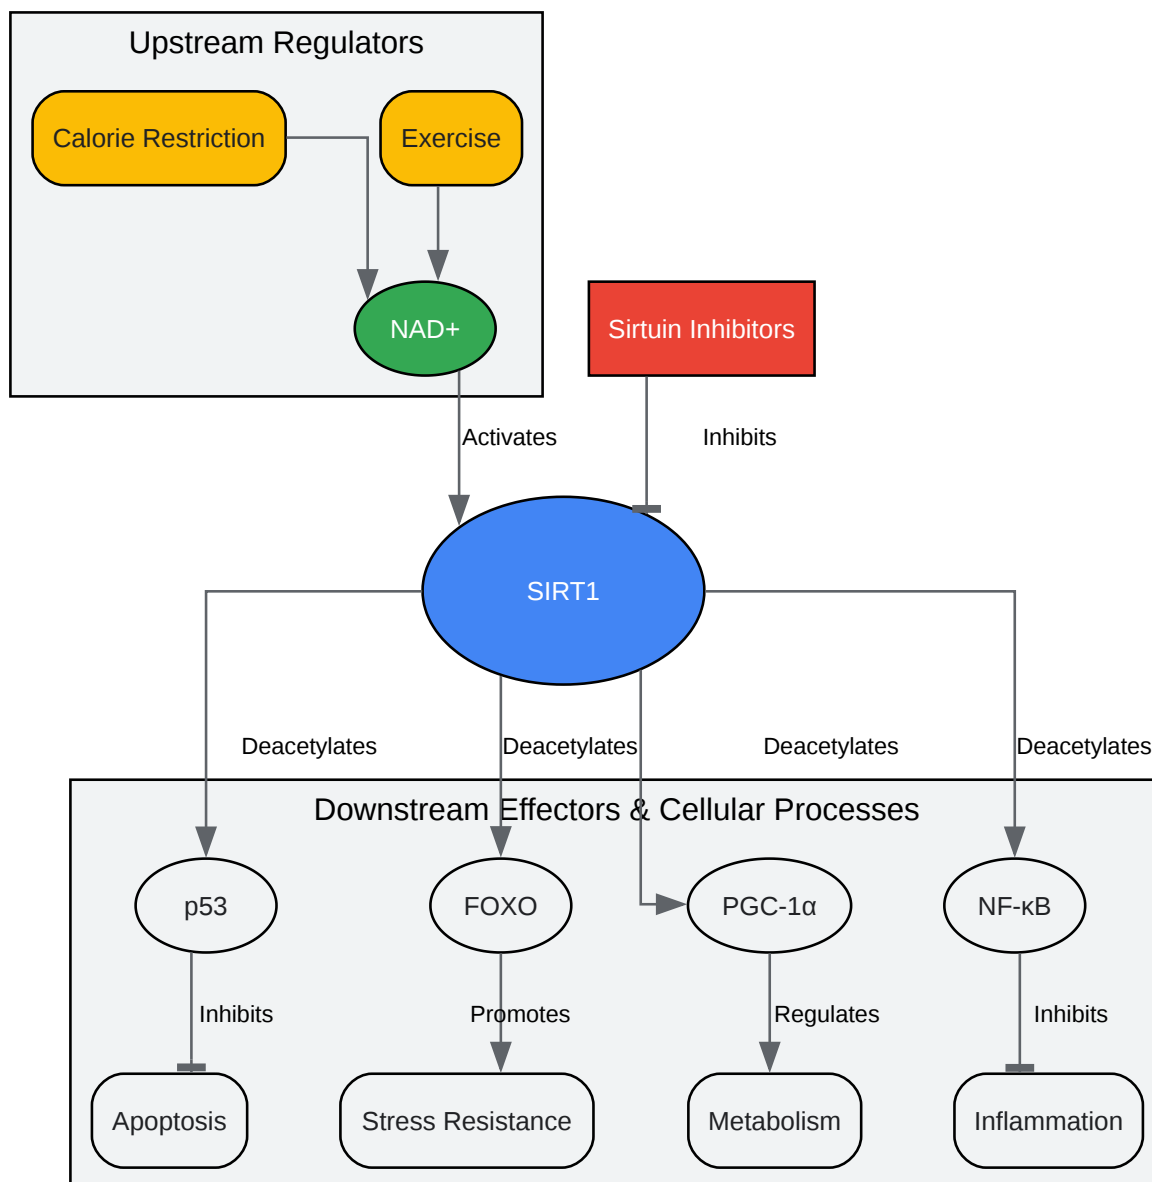 Upstream Regulators
Calorie Restriction
Exercise
NAD+
Sirtuin Inhibitors
Activates
Inhibits
SIRT1
Deacetylates
Deacetylates
Deacetylates
Deacetylates
Downstream Effectors & Cellular Processes
p53
FOXO
PGC-1α
NF-κB
Inhibits
Promotes
Regulates
Inhibits
Apoptosis
Stress Resistance
Metabolism
Inflammation